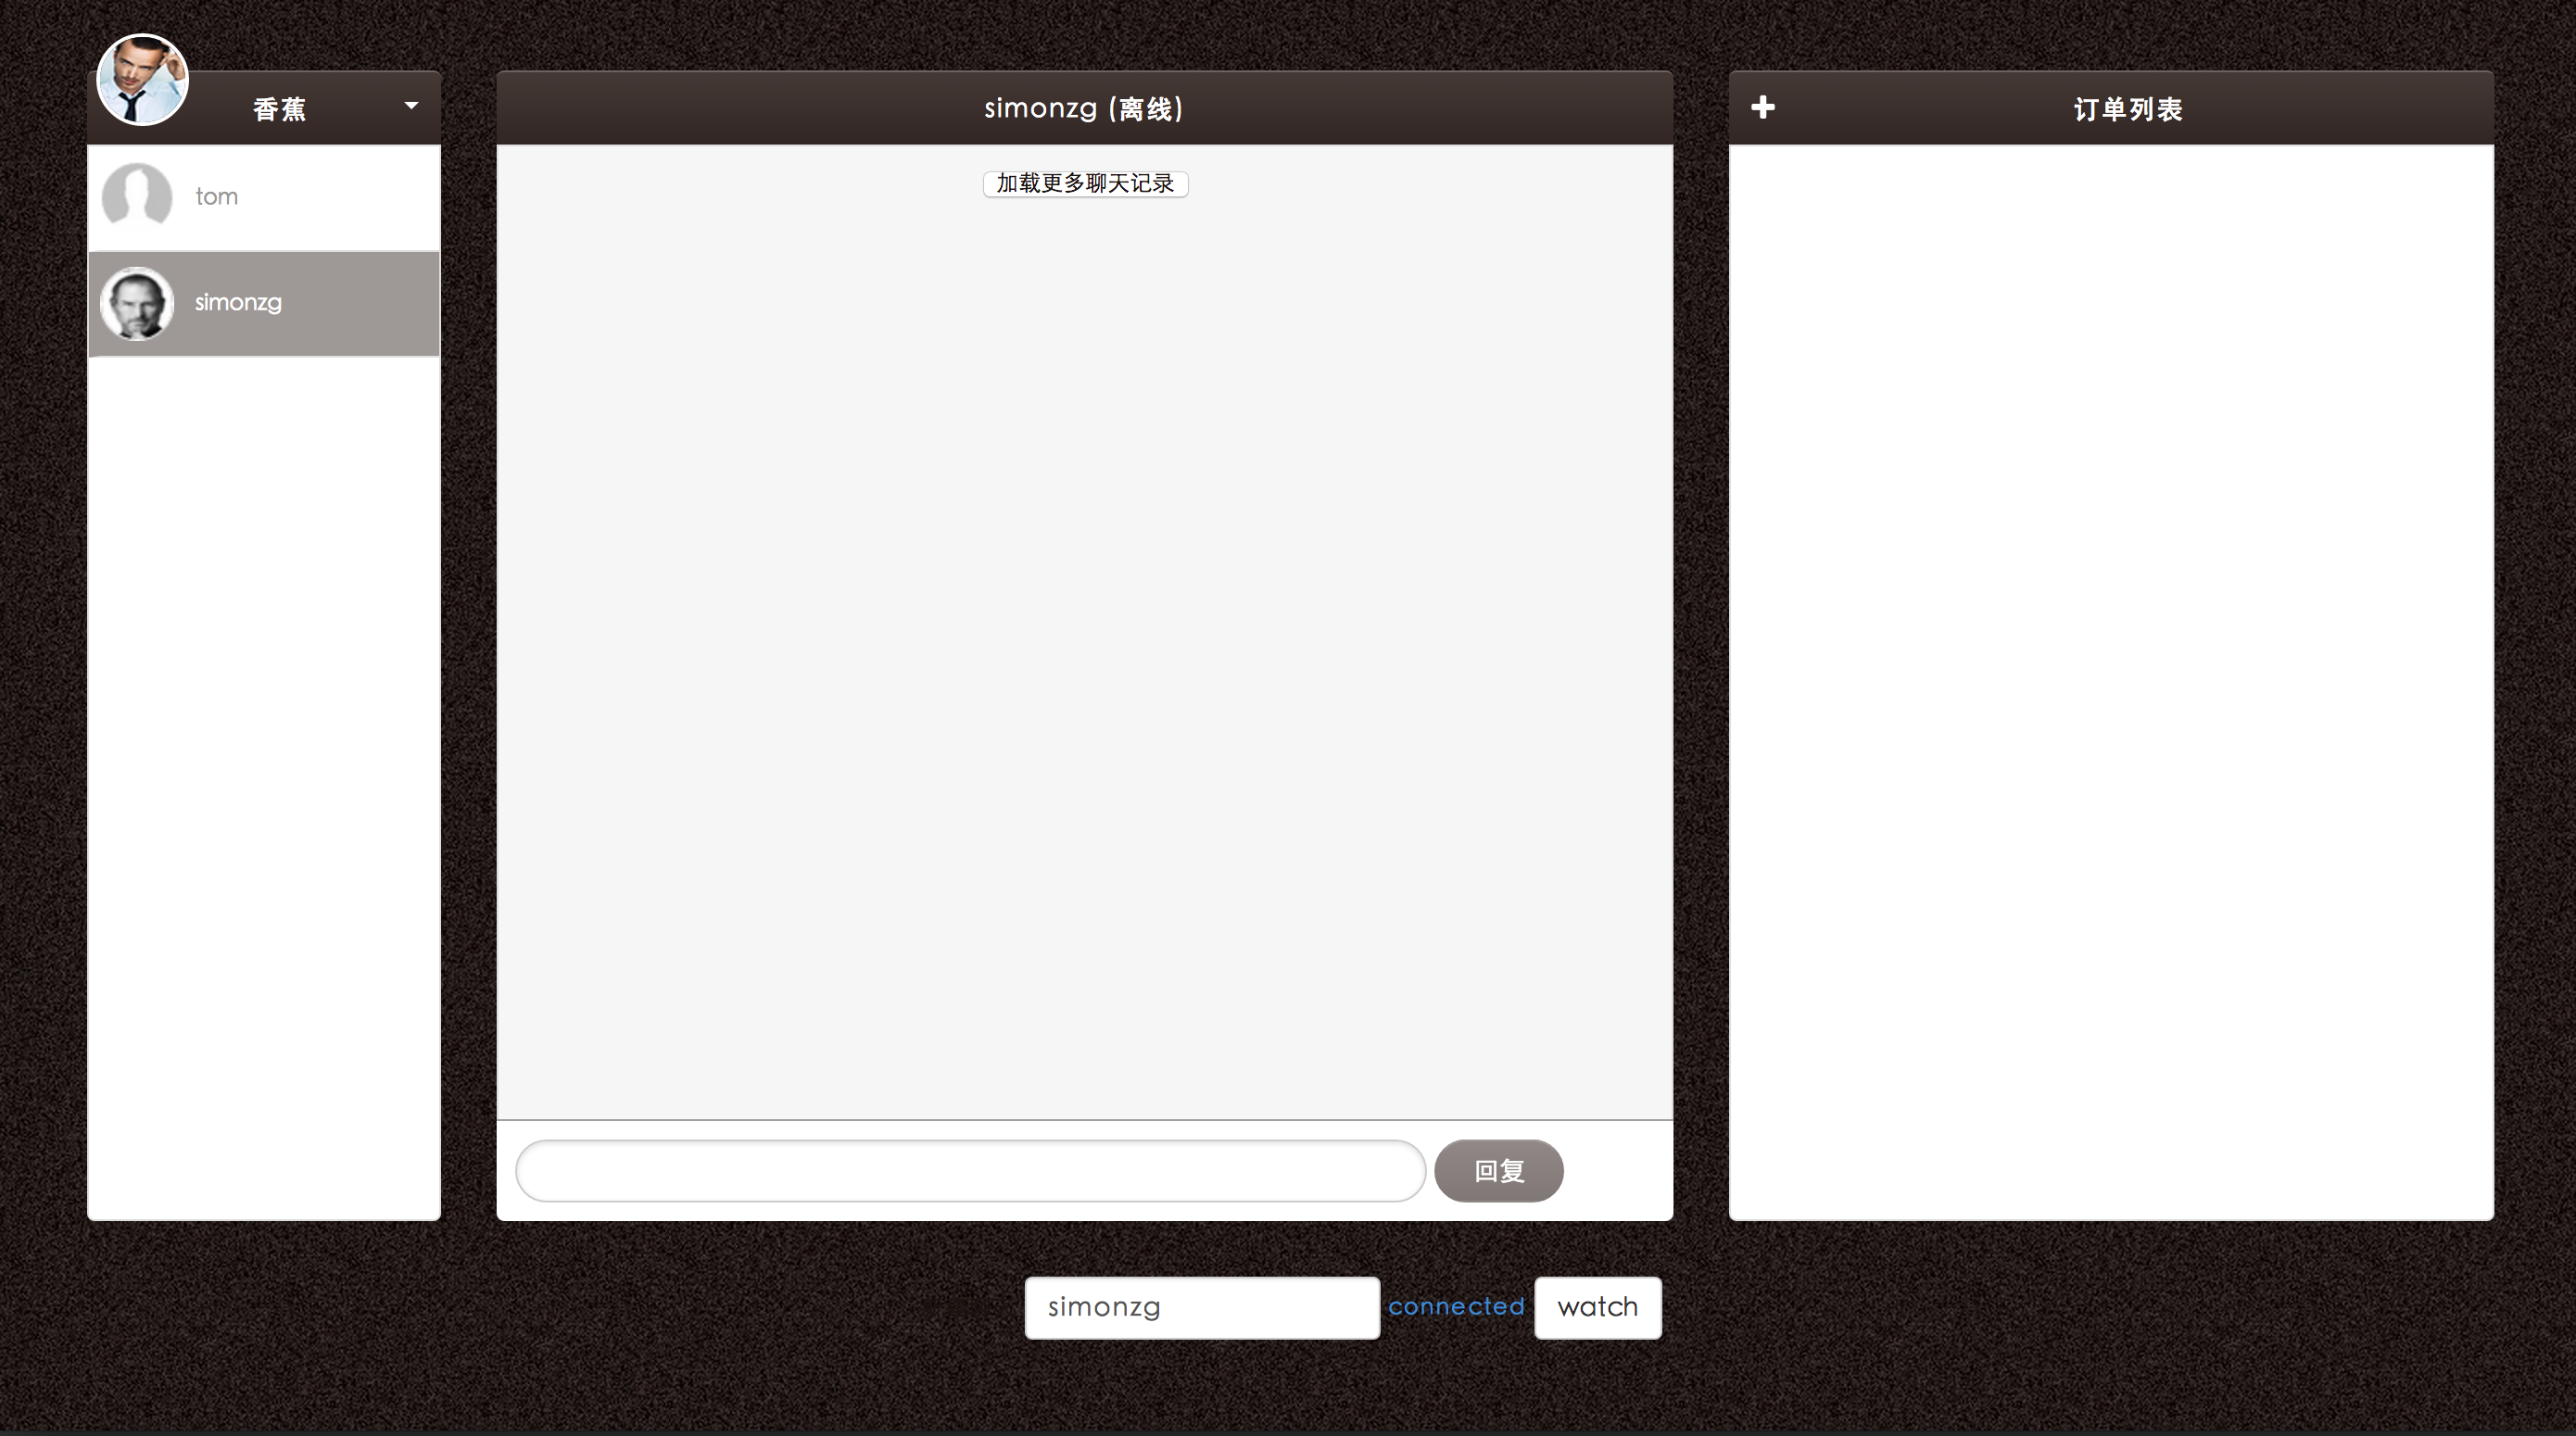 香蕉
tom
simonzg
simonzg (离线)
加载更多聊天记录
回复
订单列表
simonzg connected watch